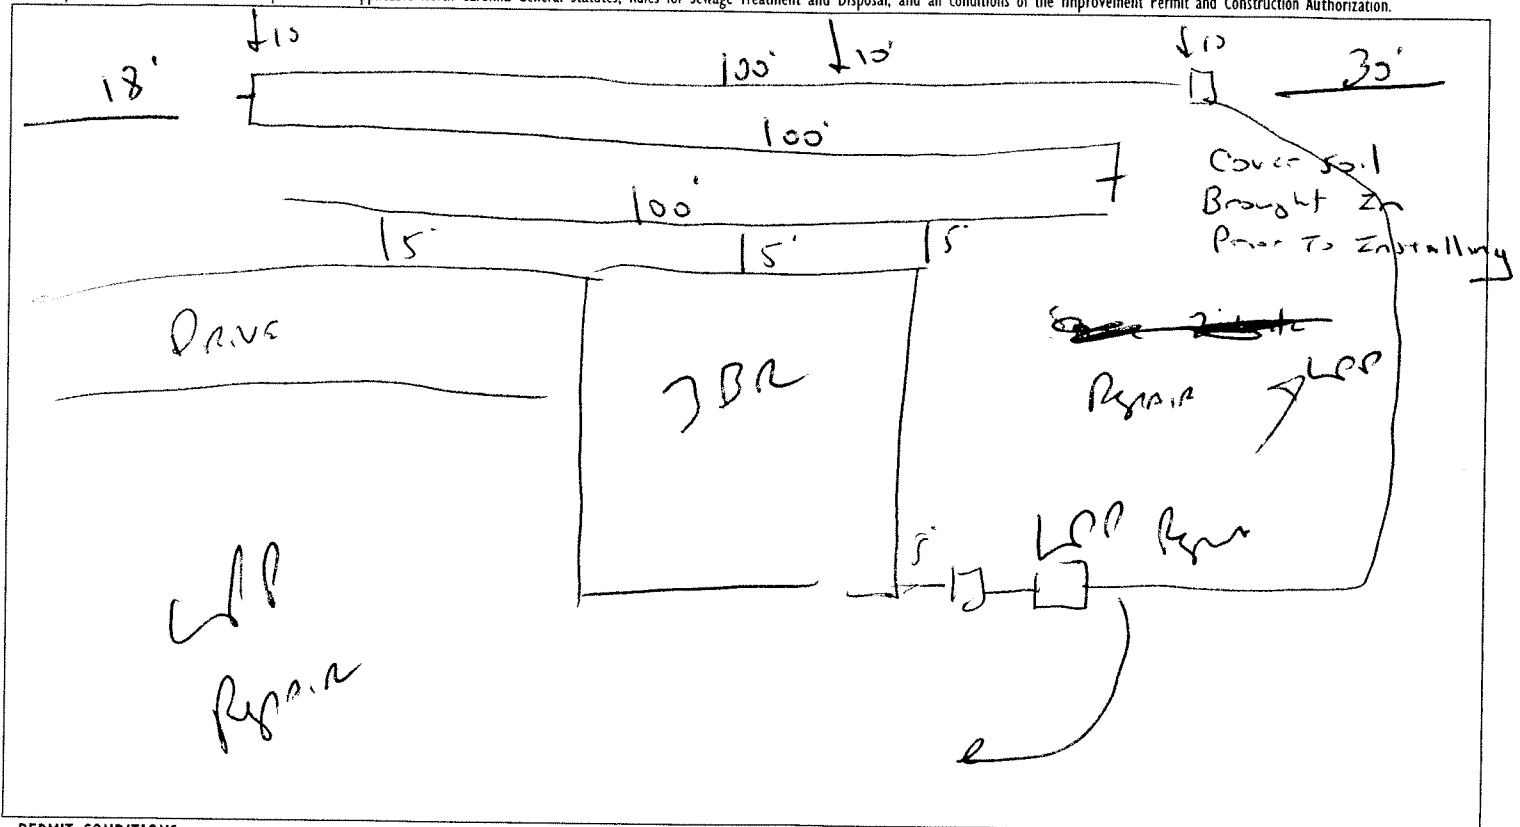 applicable North Carolina General Statutes, Rules for Sewage Treatment and Disposal, and all conditions of the Improvement Permit and Construction Authorization.
10
100'
10'
10
18'
30'
100'
Cover Soil
Brought In
Prior To Installing
100'
5'
5'
5'
DRIVE
3BR
Repair
LPP
5'
LPP Repair
LPP
Repair
PERMIT CONDITIONS